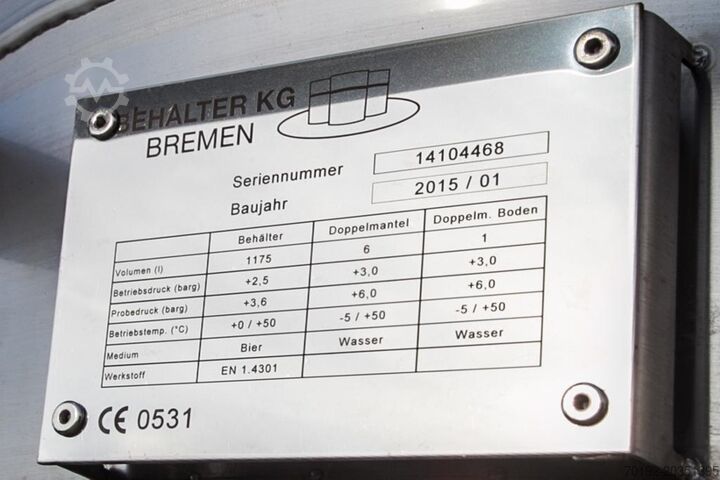 BEHÄLTER KG
BREMEN
Seriennummer 14104468
Baujahr 2015 / 01
Behälter Doppelmantel Doppelm. Boden
Volumen (l) 1175 6 1
Betriebsdruck (barg) +2,5 +3,0 +3,0
Probedruck (barg) +3,6 +6,0 +6,0
Betriebstemp. (°C) +0 / +50 -5 / +50 -5 / +50
Medium Bier Wasser Wasser
Werkstoff EN 1.4301
CE 0531